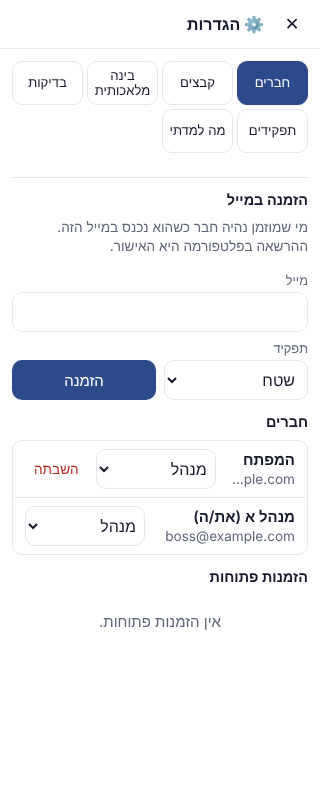 ⚙️ הגדרות ✕
חברים
קבצים
בינה
מלאכותית
בדיקות
תפקידים
מה למדתי
הזמנה במייל
מי שמוזמן נהיה חבר כשהוא נכנס במייל הזה.
ההרשאה בפלטפורמה היא האישור.
מייל
תפקיד
שטח
הזמנה
חברים
המפתח
...ple.com
מנהל
השבתה
מנהל א (את/ה)
boss@example.com
מנהל
הזמנות פתוחות
אין הזמנות פתוחות.